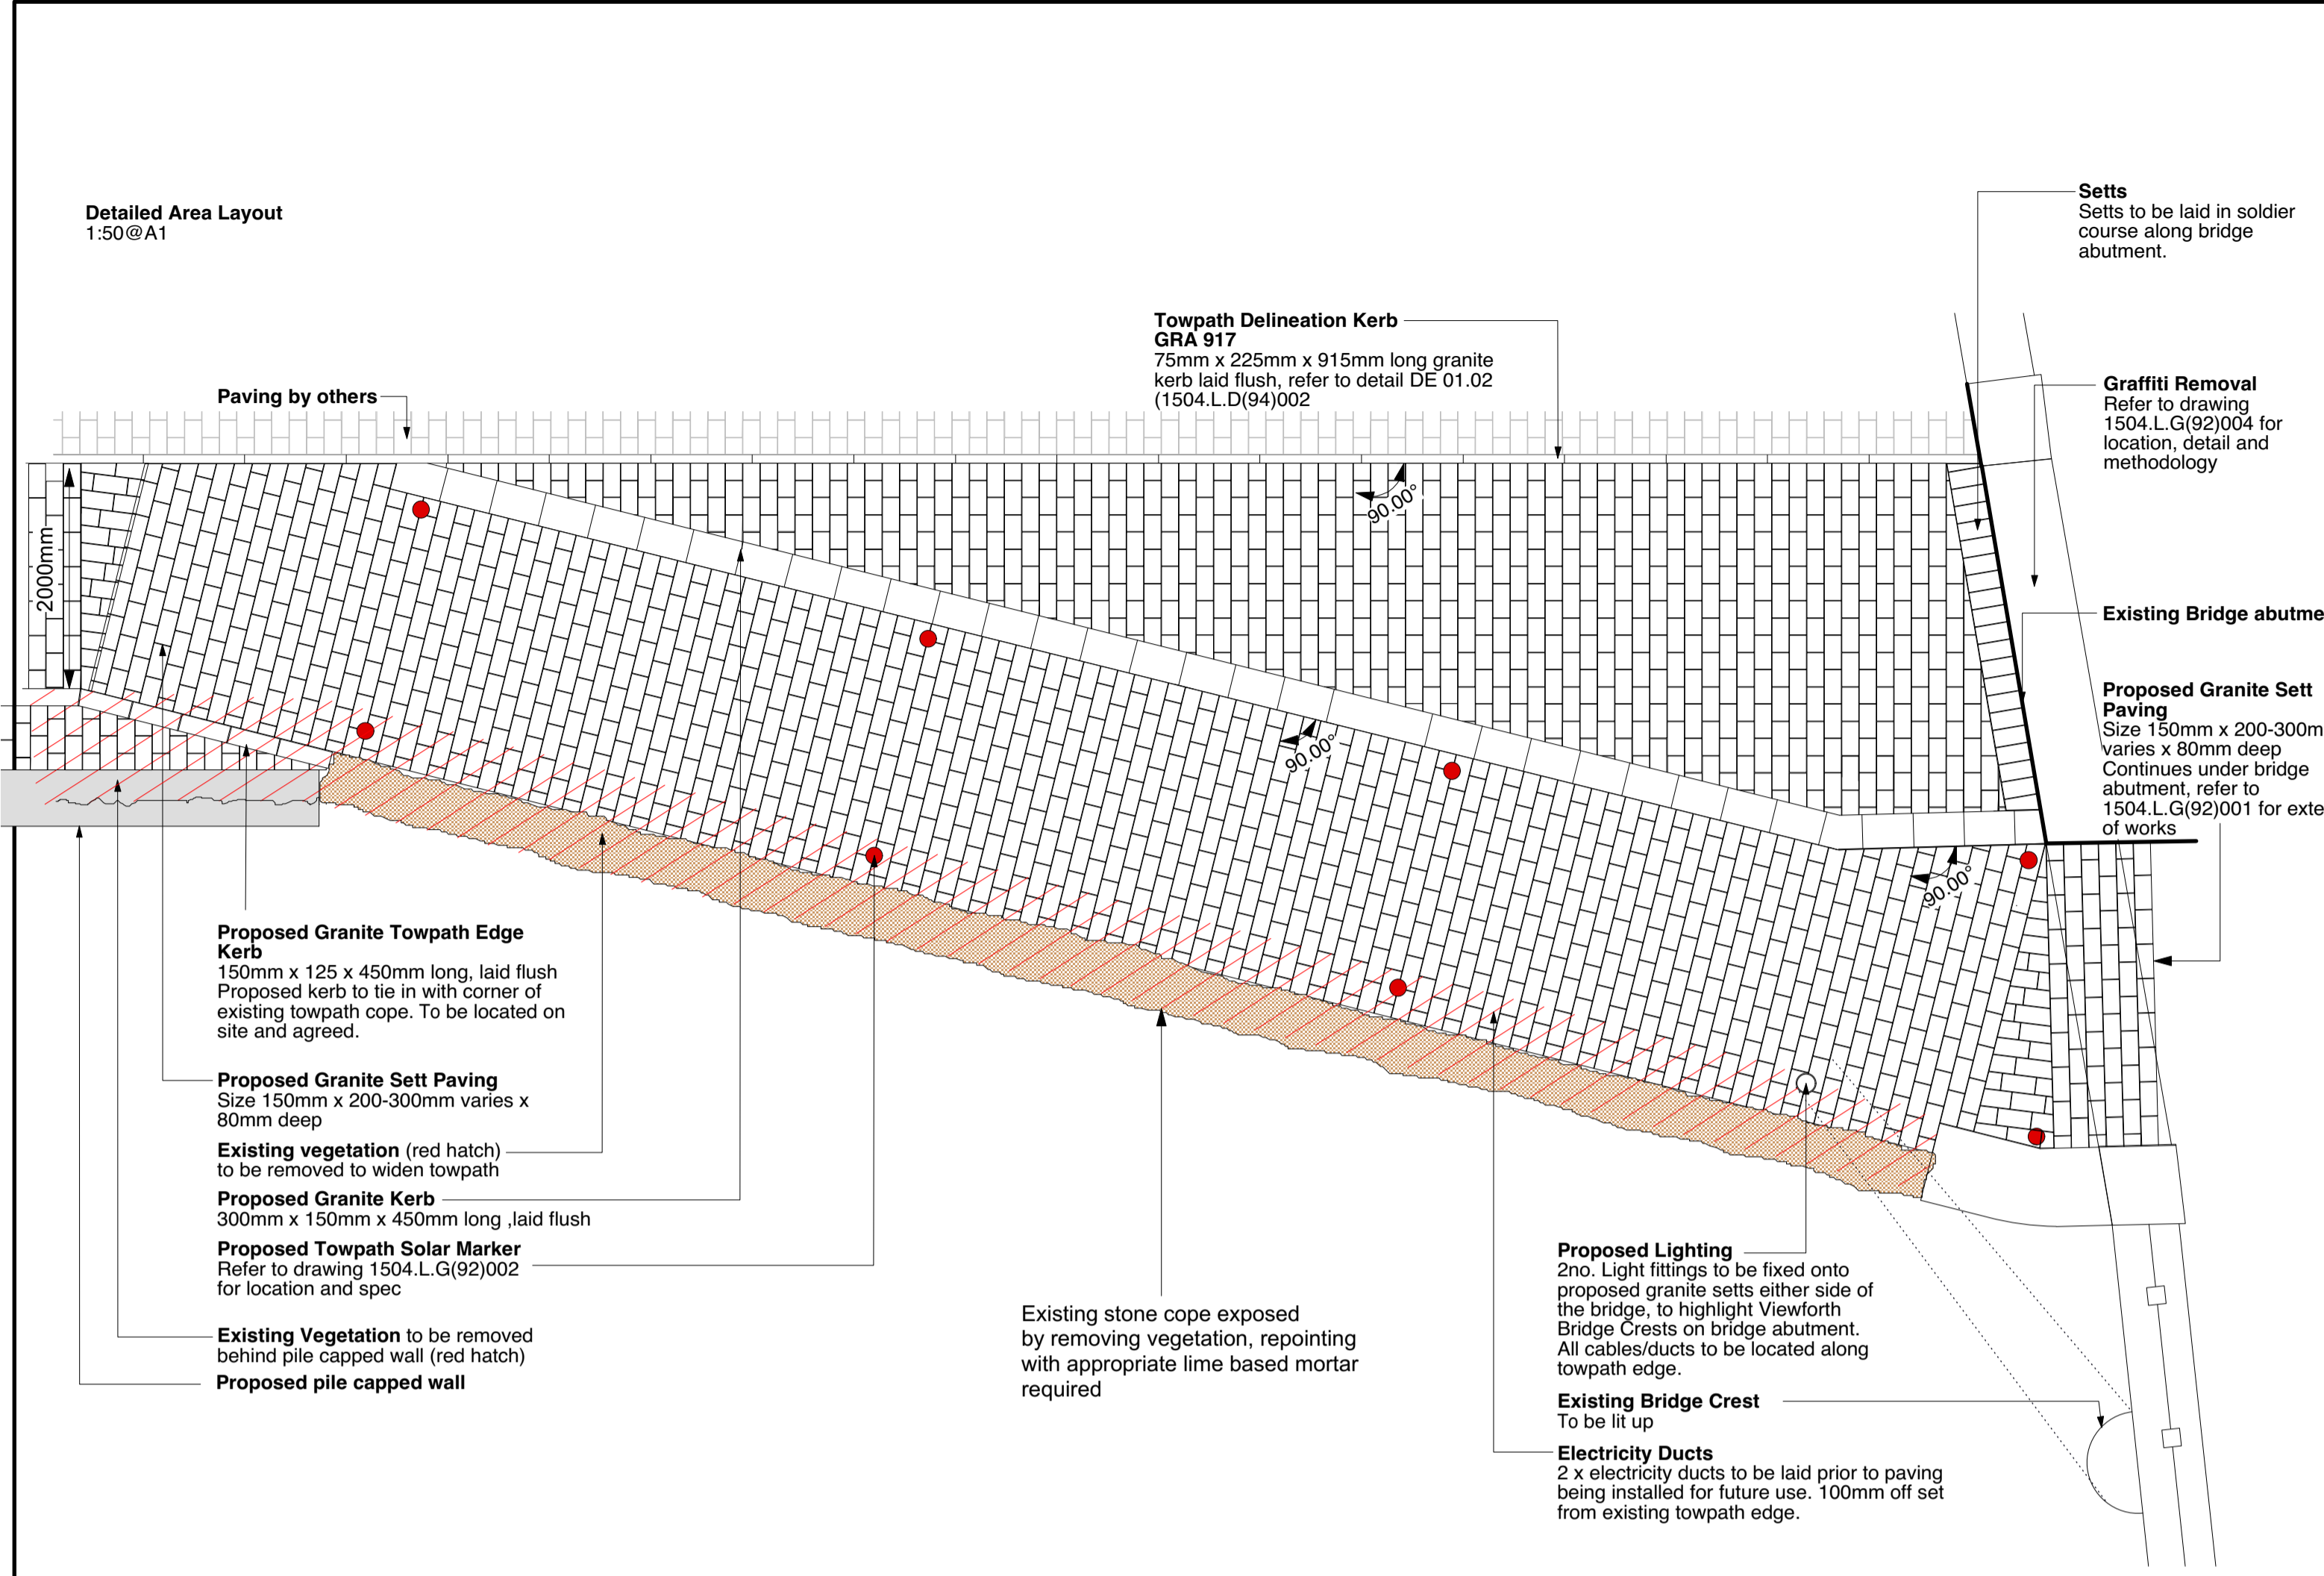 Detailed Area Layout
1:50@A1
Setts
Setts to be laid in soldier
course along bridge
abutment.
Towpath Delineation Kerb
GRA 917
75mm x 225mm x 915mm long granite
kerb laid flush, refer to detail DE 01.02
(1504.L.D(94)002
Graffiti Removal
Refer to drawing
1504.L.G(92)004 for
location, detail and
methodology
Paving by others
90.00°
2000mm
Existing Bridge abutme
Proposed Granite Sett
Paving
Size 150mm x 200-300m
varies x 80mm deep
Continues under bridge
abutment, refer to
1504.L.G(92)001 for exte
of works
90.00°
90.00°
Proposed Granite Towpath Edge
Kerb
150mm x 125 x 450mm long, laid flush
Proposed kerb to tie in with corner of
existing towpath cope. To be located on
site and agreed.
Proposed Granite Sett Paving
Size 150mm x 200-300mm varies x
80mm deep
Existing vegetation (red hatch)
to be removed to widen towpath
Proposed Granite Kerb
300mm x 150mm x 450mm long ,laid flush
Proposed Towpath Solar Marker
Refer to drawing 1504.L.G(92)002
for location and spec
Existing Vegetation to be removed
behind pile capped wall (red hatch)
Proposed pile capped wall
Existing stone cope exposed
by removing vegetation, repointing
with appropriate lime based mortar
required
Proposed Lighting
2no. Light fittings to be fixed onto
proposed granite setts either side of
the bridge, to highlight Viewforth
Bridge Crests on bridge abutment.
All cables/ducts to be located along
towpath edge.
Existing Bridge Crest
To be lit up
Electricity Ducts
2 x electricity ducts to be laid prior to paving
being installed for future use. 100mm off set
from existing towpath edge.